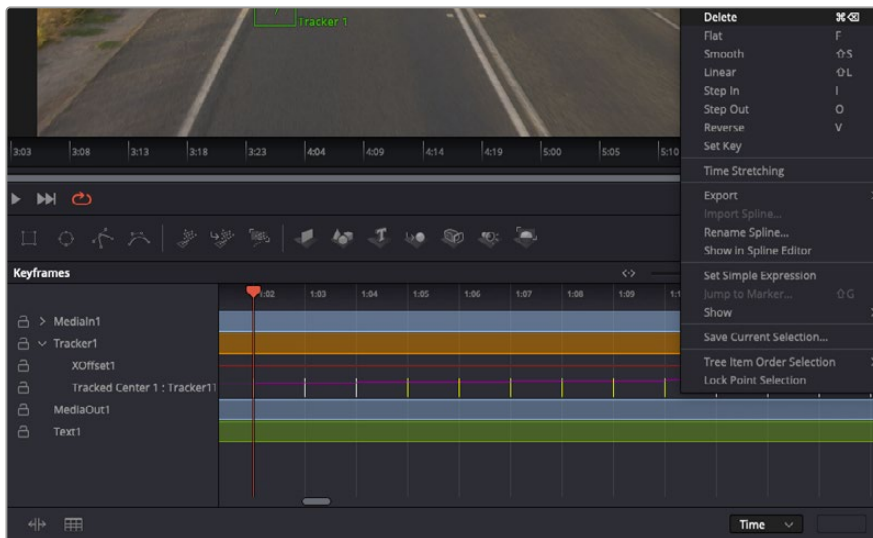 Tracker 1
Delete ⌘⌫
Flat F
Smooth ⇧S
Linear ⇧L
Step In I
Step Out O
Reverse V
Set Key
Time Stretching
Export
Import Spline...
Rename Spline...
Show in Spline Editor
Set Simple Expression
Jump to Marker... ⇧G
Show
Save Current Selection...
Tree Item Order Selection
Lock Point Selection
3:03 3:08 3:13 3:18 3:23 4:04 4:09 4:14 4:19 5:00 5:05 5:10
Keyframes
1:02 1:03 1:04 1:05 1:06 1:07 1:08 1:09
MediaIn1
Tracker1
XOffset1
Tracked Center 1 : Tracker1
MediaOut1
Text1
Time